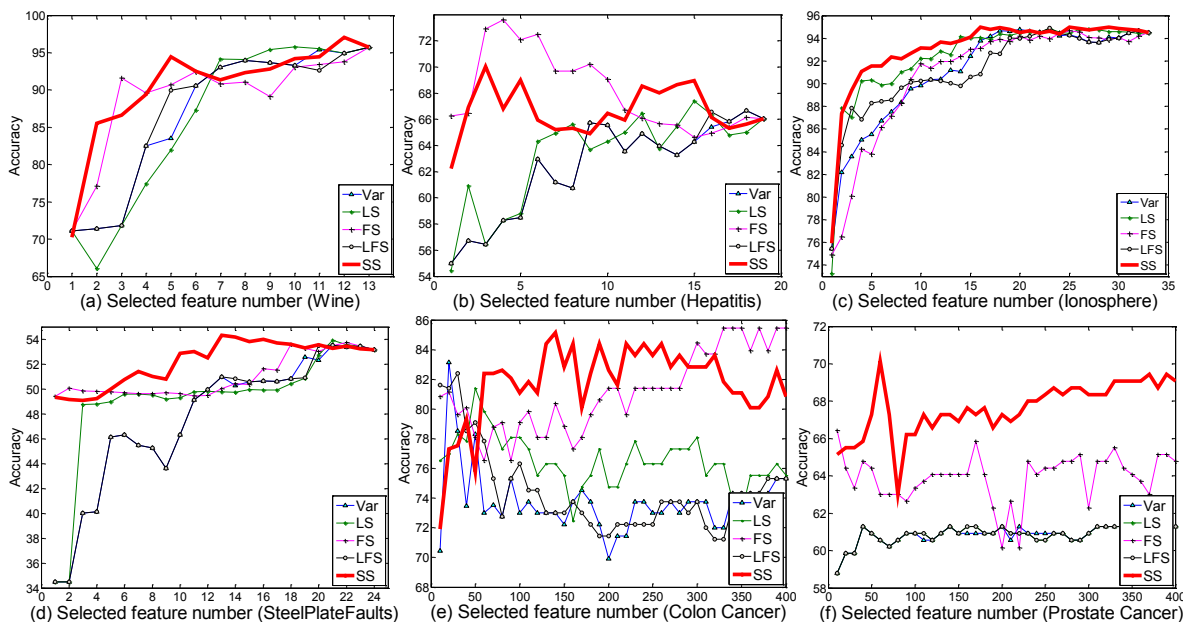 100
95
90
85
80
75
70
65
Accuracy
0 1 2 3 4 5 6 7 8 9 10 11 12 13
Var
LS
FS
LFS
SS
(a) Selected feature number (Wine)
72
70
68
66
64
62
60
58
56
54
Accuracy
0 5 10 15 20
Var
LS
FS
LFS
SS
(b) Selected feature number (Hepatitis)
96
94
92
90
88
86
84
82
80
78
76
74
Accuracy
0 5 10 15 20 25 30 35
Var
LS
FS
LFS
SS
(c) Selected feature number (Ionosphere)
54
50
46
42
38
34
Accuracy
0 2 4 6 8 10 12 14 16 18 20 22 24
Var
LS
FS
LFS
SS
(d) Selected feature number (SteelPlateFaults)
86
84
82
80
78
76
74
72
70
68
Accuracy
0 50 100 150 200 250 300 350 400
Var
LS
FS
LFS
SS
(e) Selected feature number (Colon Cancer)
72
70
68
66
64
62
60
58
Accuracy
0 50 100 150 200 250 300 350 400
Var
LS
FS
LFS
SS
(f) Selected feature number (Prostate Cancer)